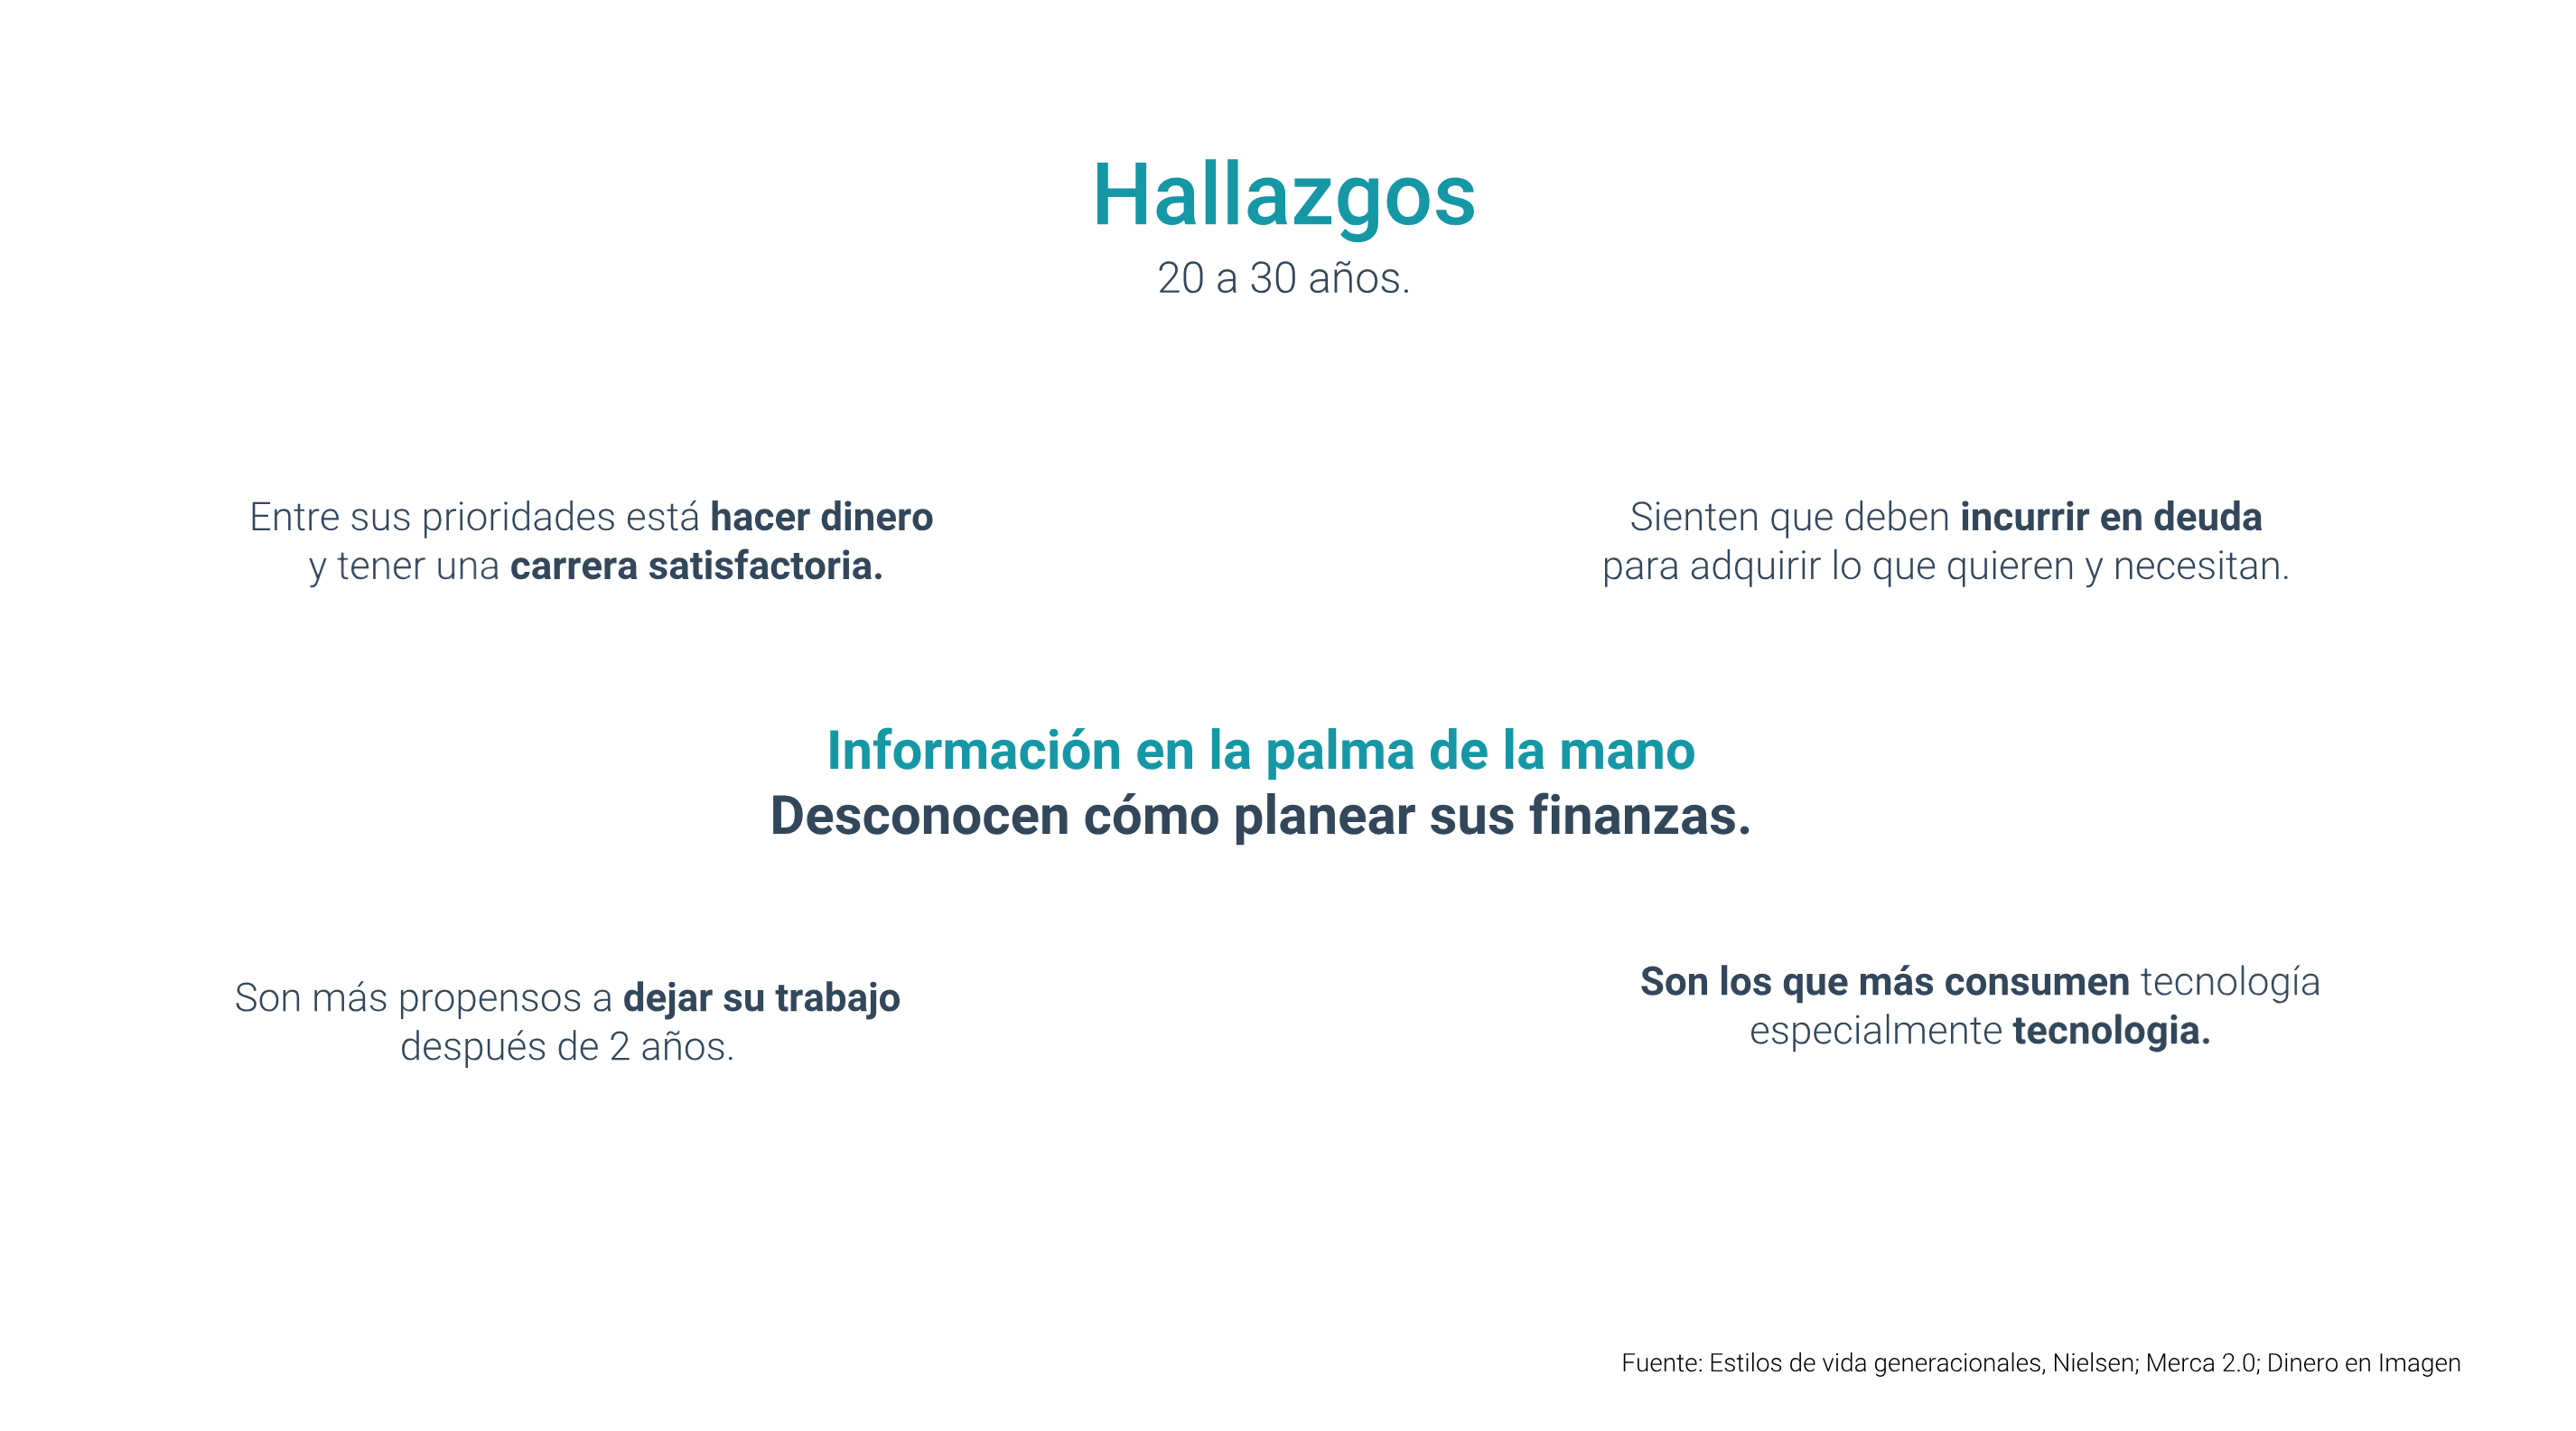 Hallazgos
20 a 30 años.
Entre sus prioridades está hacer dinero
y tener una carrera satisfactoria.
Sienten que deben incurrir en deuda
para adquirir lo que quieren y necesitan.
Información en la palma de la mano
Desconocen cómo planear sus finanzas.
Son más propensos a dejar su trabajo
después de 2 años.
Son los que más consumen tecnología
especialmente tecnologia.
Fuente: Estilos de vida generacionales, Nielsen; Merca 2.0; Dinero en Imagen